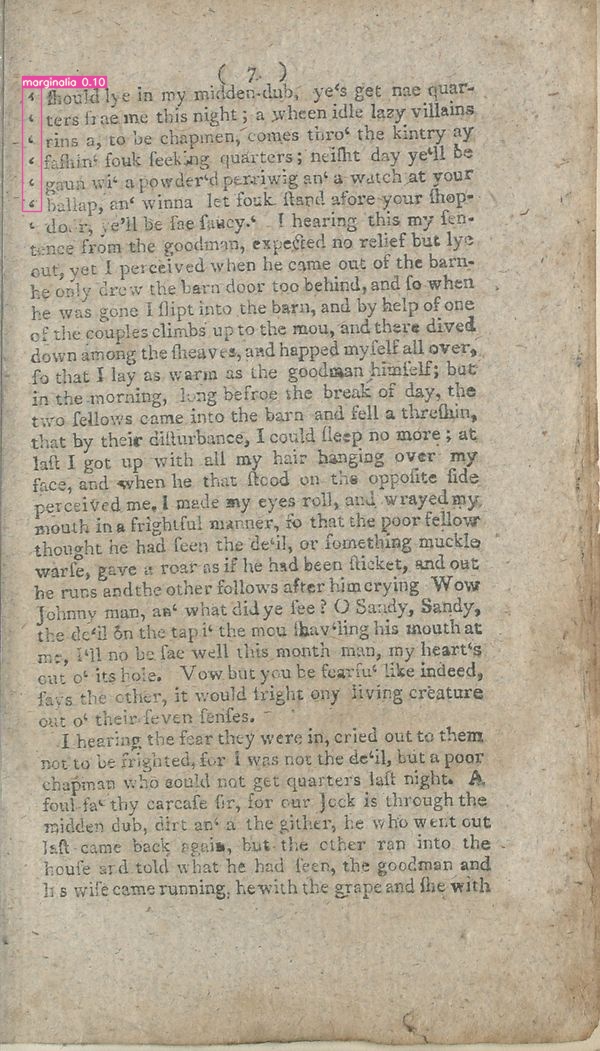 marginalia 0.10
( 7 )
‘ ſhould lye in my midden-dub, ye‘s get nae quar-
‘ ters frae me this night ; a wheen idle lazy villains
‘ rins a, to be chapmen, comes thro‘ the kintry ay
‘ faſhin‘ fouk ſeeking quarters ; neiſht day ye‘ll be
‘ gaun wi‘ a powder‘d perriwig an‘ a watch at your
‘ ballap, an‘ winna let fouk ſtand afore your ſhop-
‘ door, ye’ll be ſae ſaucy.‘ I hearing this my ſen-
tence from the goodman, expected no relief but lye
out, yet I perceived when he came out of the barn-
he only drew the barn door too behind, and ſo when
he was gone I ſlipt into the barn, and by help of one
of the couples climbs up to the mou, and there dived
down among the ſheaves, and happed myſelf all over,
ſo that I lay as warm as the goodman himſelf; but
in the morning, long befroe the break of day, the
two fellows came into the barn and fell a threſhin,
that by their diſturbance, I could ſleep no more ; at
laſt I got up with all my hair hanging over my
face, and when he that ſtood on the oppoſite ſide
perceived me, I made my eyes roll, and wrayed my
mouth in a frightful manner, ſo that the poor fellow
thought he had ſeen the de‘il, or ſomething muckle
warſe, gave a roar as if he had been ſticket, and out
he runs and the other follows after him crying Wow
Johnny man, an‘ what did ye ſee ? O Sandy, Sandy,
the de‘il on the tap i‘ the mou ſhav‘ling his mouth at
me, I‘ll no be ſae well this month man, my heart‘s
out o‘ its hole. Vow but you be fearfu‘ like indeed,
ſays the other, it would fright ony living creature
out o‘ their ſeven ſenſes.
I hearing the fear they were in, cried out to them
not to be frighted, for I was not the de‘il, but a poor
chapman who could not get quarters laſt night. A
foul fa‘ thy carcaſe ſir, for our Jock is through the
midden dub, dirt an‘ a the gither, he who went out
laſt came back again, but the other ran into the
houſe and told what he had ſeen, the goodman and
his wife came running, he with the grape and ſhe with